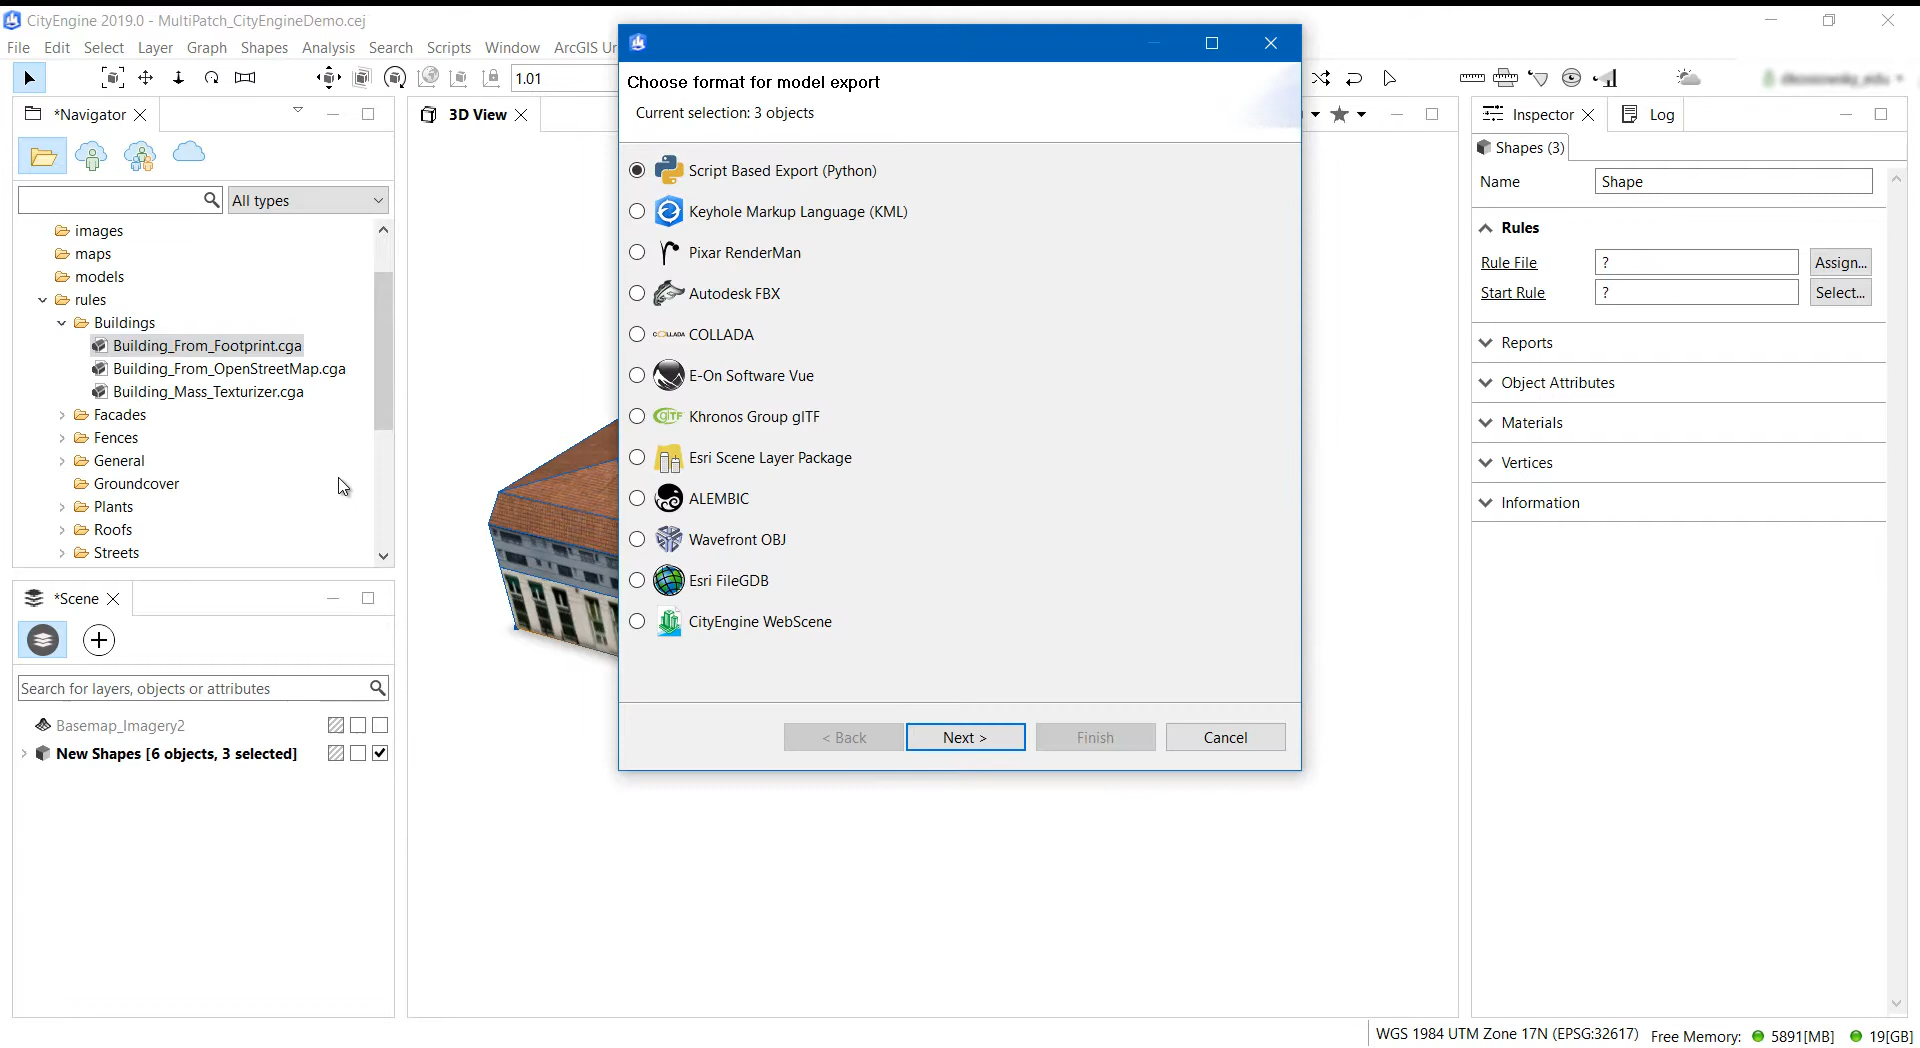 CityEngine 2019.0 - MultiPatch_CityEngineDemo.cej
File Edit Select Layer Graph Shapes Analysis Search Scripts Window ArcGIS Ur
1.01
*Navigator
All types
images
maps
models
rules
Buildings
Building_From_Footprint.cga
Building_From_OpenStreetMap.cga
Building_Mass_Texturizer.cga
Facades
Fences
General
Groundcover
Plants
Roofs
Streets
*Scene
Search for layers, objects or attributes
Basemap_Imagery2
New Shapes [6 objects, 3 selected]
3D View
Choose format for model export
Current selection: 3 objects
Script Based Export (Python)
Keyhole Markup Language (KML)
Pixar RenderMan
Autodesk FBX
COLLADA COLLADA
E-On Software Vue
glTF Khronos Group glTF
Esri Scene Layer Package
ALEMBIC
Wavefront OBJ
Esri FileGDB
CityEngine WebScene
< Back Next > Finish Cancel
Inspector Log
Shapes (3)
Name Shape
Rules
Rule File ? Assign...
Start Rule ? Select...
Reports
Object Attributes
Materials
Vertices
Information
WGS 1984 UTM Zone 17N (EPSG:32617) Free Memory: 5891[MB] 19[GB]